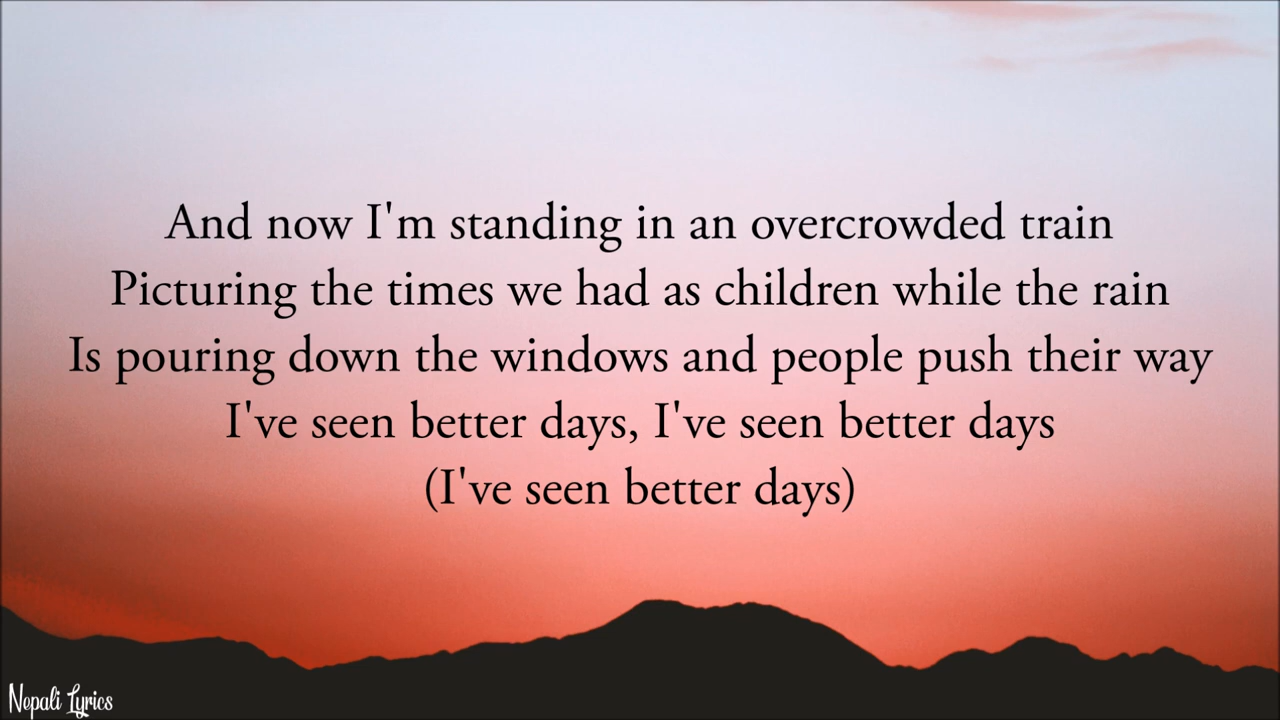 And now I'm standing in an overcrowded train
Picturing the times we had as children while the rain
Is pouring down the windows and people push their way
I've seen better days, I've seen better days
(I've seen better days)
Nepali Lyrics